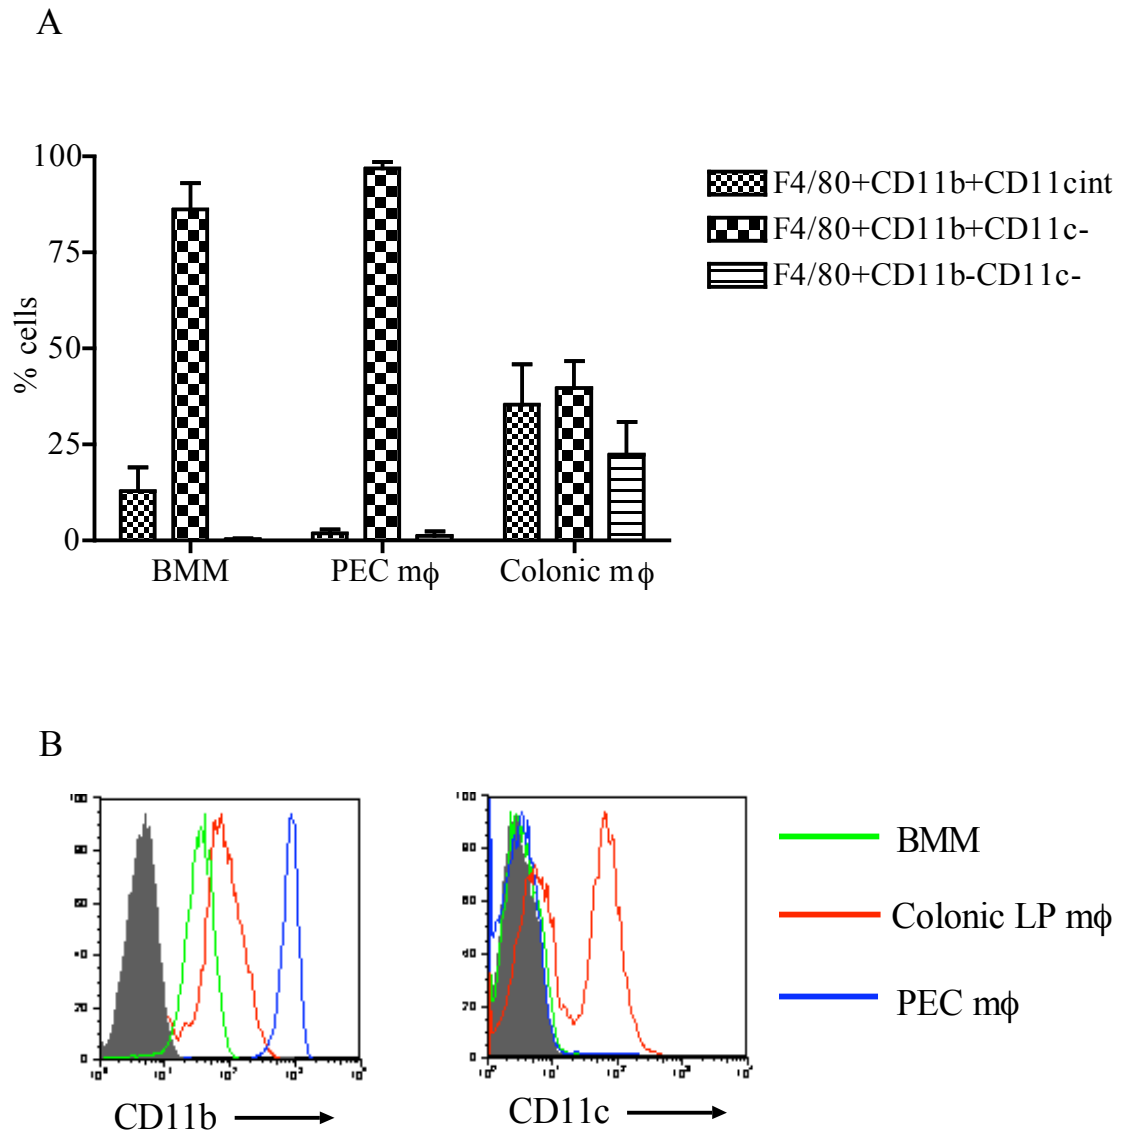 A
100
75
50
25
0
% cells
BMM
PEC mϕ
Colonic mϕ
F4/80+CD11b+CD11cint
F4/80+CD11b+CD11c-
F4/80+CD11b-CD11c-
B
CD11b
CD11c
BMM
Colonic LP mϕ
PEC mϕ